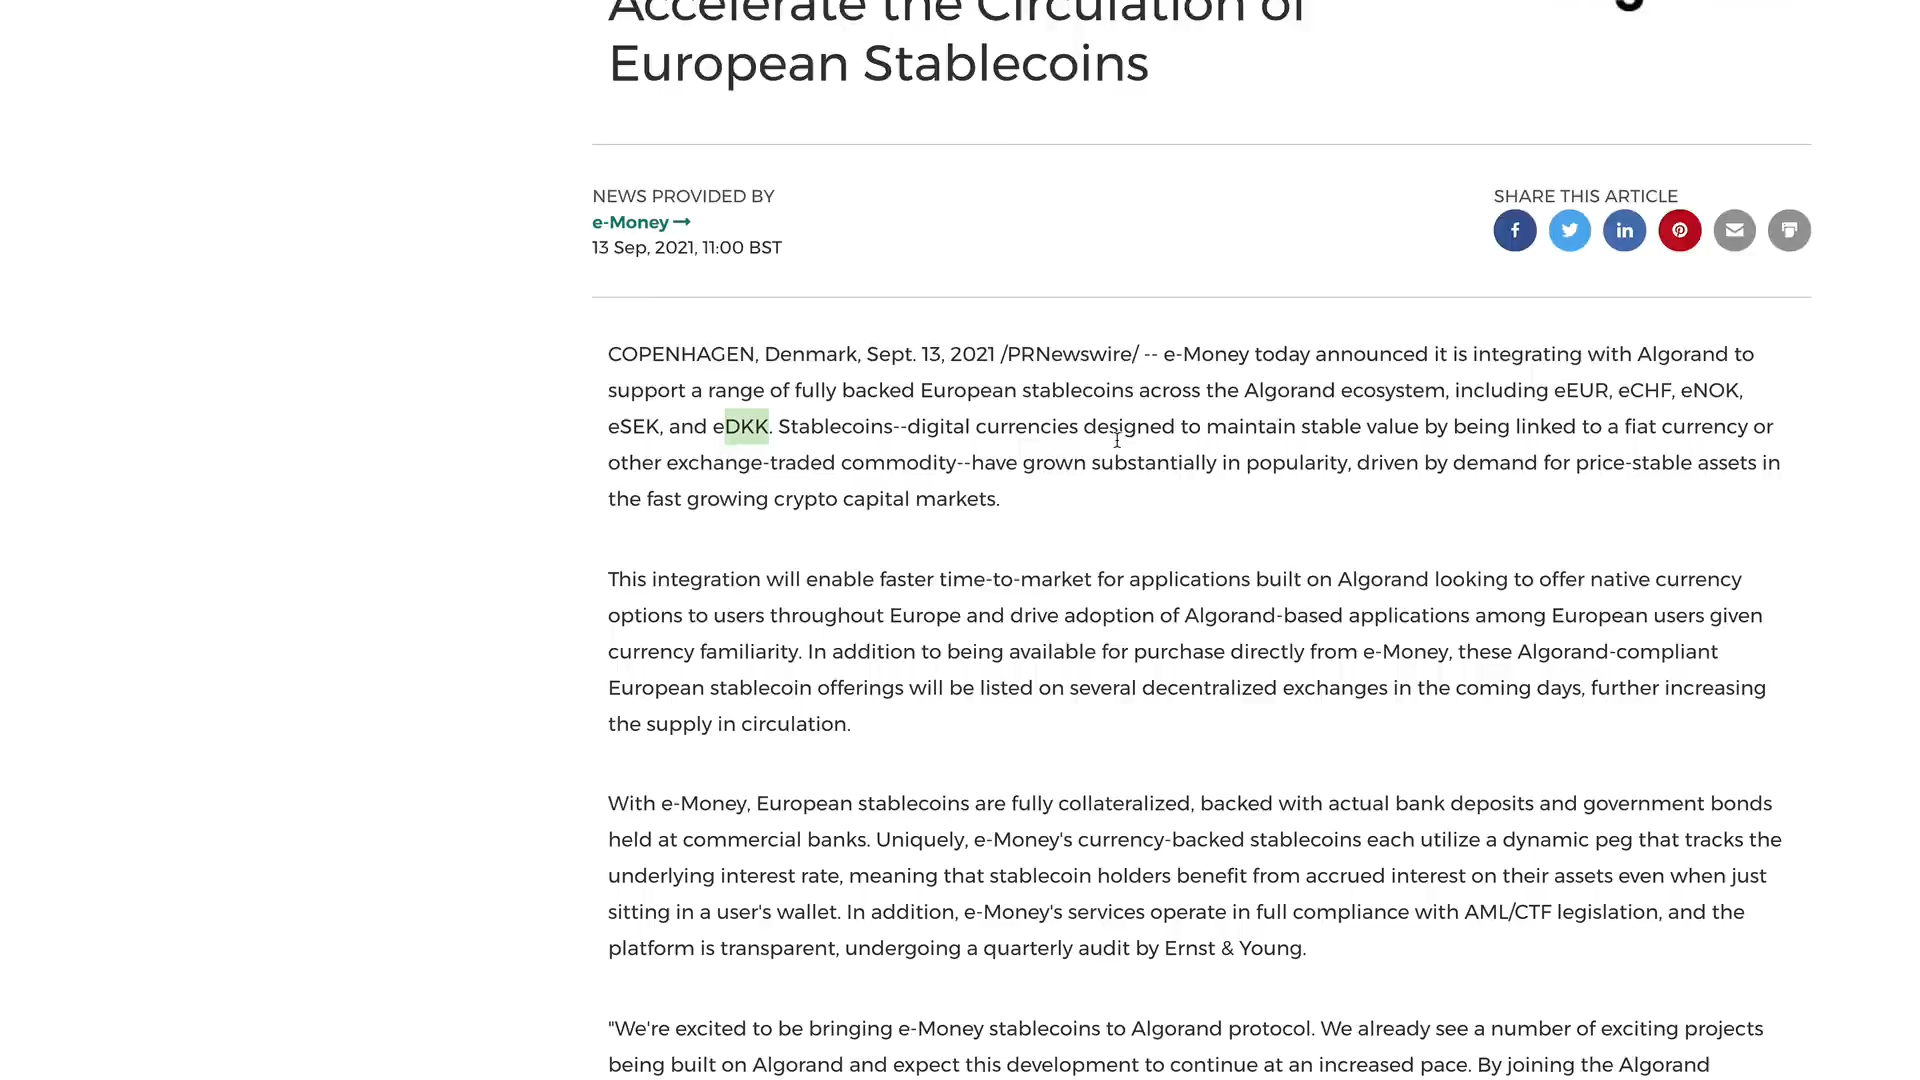 Accelerate the Circulation of
European Stablecoins
NEWS PROVIDED BY
e-Money
13 Sep, 2021, 11:00 BST
SHARE THIS ARTICLE
COPENHAGEN, Denmark, Sept. 13, 2021 /PRNewswire/ -- e-Money today announced it is integrating with Algorand to
support a range of fully backed European stablecoins across the Algorand ecosystem, including eEUR, eCHF, eNOK,
eSEK, and eDKK. Stablecoins--digital currencies designed to maintain stable value by being linked to a fiat currency or
other exchange-traded commodity--have grown substantially in popularity, driven by demand for price-stable assets in
the fast growing crypto capital markets.
This integration will enable faster time-to-market for applications built on Algorand looking to offer native currency
options to users throughout Europe and drive adoption of Algorand-based applications among European users given
currency familiarity. In addition to being available for purchase directly from e-Money, these Algorand-compliant
European stablecoin offerings will be listed on several decentralized exchanges in the coming days, further increasing
the supply in circulation.
With e-Money, European stablecoins are fully collateralized, backed with actual bank deposits and government bonds
held at commercial banks. Uniquely, e-Money's currency-backed stablecoins each utilize a dynamic peg that tracks the
underlying interest rate, meaning that stablecoin holders benefit from accrued interest on their assets even when just
sitting in a user's wallet. In addition, e-Money's services operate in full compliance with AML/CTF legislation, and the
platform is transparent, undergoing a quarterly audit by Ernst & Young.
"We're excited to be bringing e-Money stablecoins to Algorand protocol. We already see a number of exciting projects
being built on Algorand and expect this development to continue at an increased pace. By joining the Algorand